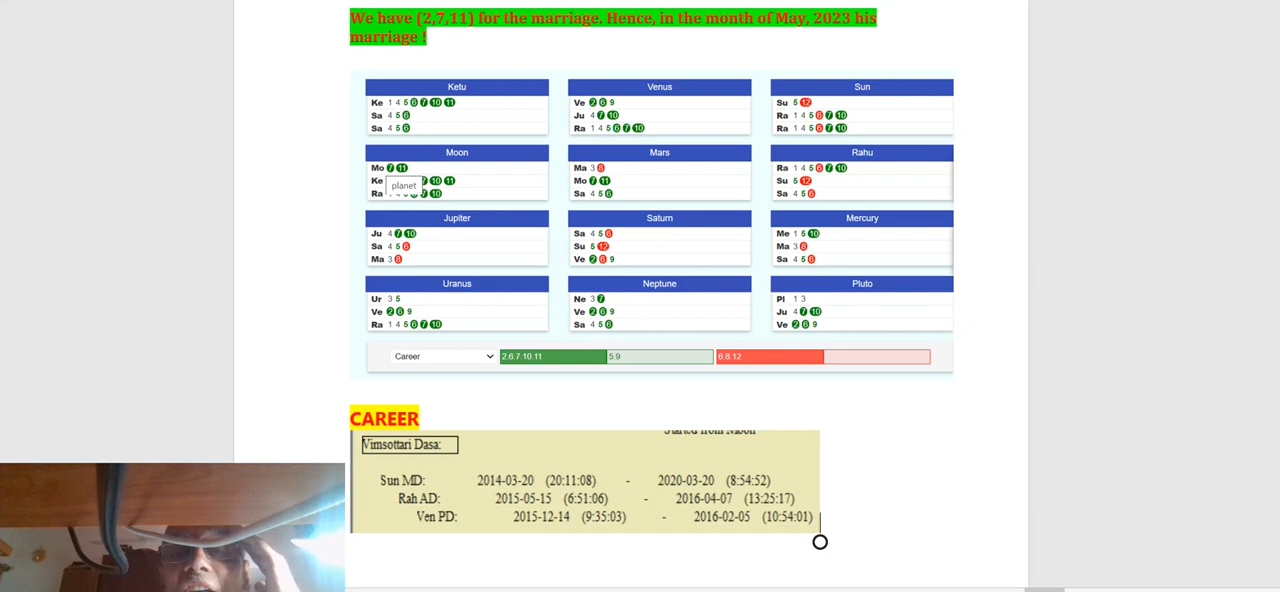 We have (2,7,11) for the marriage. Hence, in the month of May, 2023 his
marriage !
Ketu
Ke 1 4 5 6 7 10 11
Sa 4 5 6
Sa 4 5 6
Venus
Ve 2 6 9
Ju 4 7 10
Ra 1 4 5 6 7 10
Sun
Su 5 12
Ra 1 4 5 6 7 10
Ra 1 4 5 6 7 10
Moon
Mo 7 11
Ke 7 10 11
planet
Ra 7 10
Mars
Ma 3 8
Mo 7 11
Sa 4 5 6
Rahu
Ra 1 4 5 6 7 10
Su 5 12
Sa 4 5 6
Jupiter
Ju 4 7 10
Sa 4 5 6
Ma 3 8
Saturn
Sa 4 5 6
Su 5 12
Ve 2 6 9
Mercury
Me 1 5 10
Ma 3 8
Sa 4 5 6
Uranus
Ur 3 5
Ve 2 6 9
Ra 1 4 5 6 7 10
Neptune
Ne 3 7
Ve 2 6 9
Sa 4 5 6
Pluto
Pl 1 3
Ju 4 7 10
Ve 2 6 9
Career 2.6.7.10.11 5.9 6.8.12
CAREER
Started from Moon
Vimsottari Dasa:
Sun MD: 2014-03-20 (20:11:08) - 2020-03-20 (8:54:52)
Rah AD: 2015-05-15 (6:51:06) - 2016-04-07 (13:25:17)
Ven PD: 2015-12-14 (9:35:03) - 2016-02-05 (10:54:01)